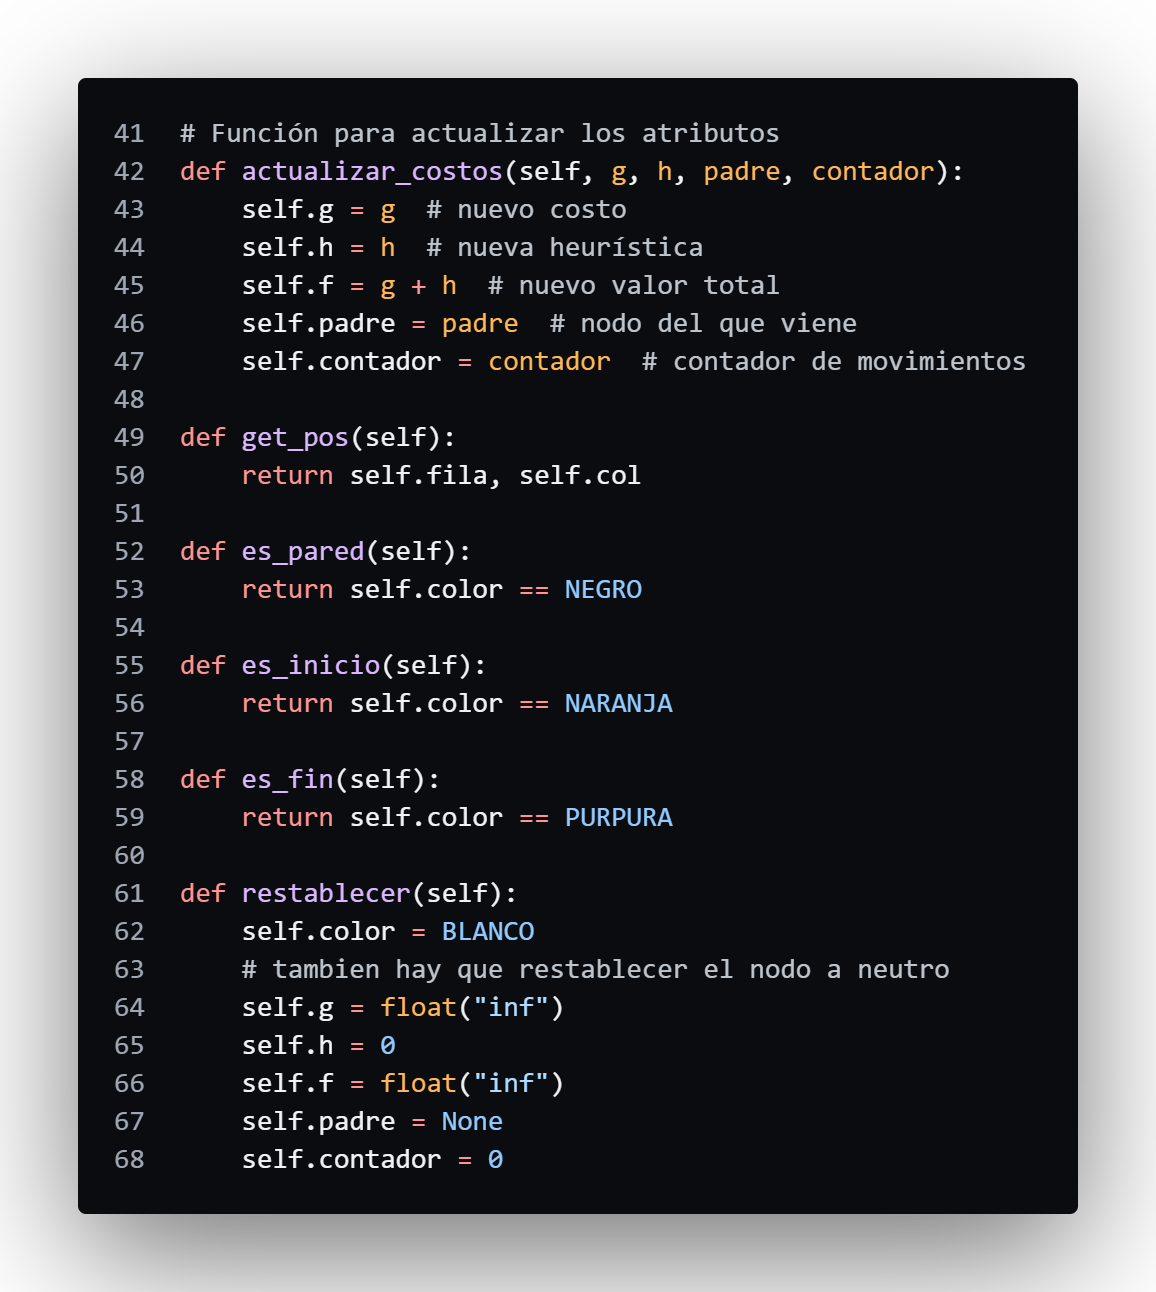 41 # Función para actualizar los atributos
42 def actualizar_costos(self, g, h, padre, contador):
43     self.g = g  # nuevo costo
44     self.h = h  # nueva heurística
45     self.f = g + h  # nuevo valor total
46     self.padre = padre  # nodo del que viene
47     self.contador = contador  # contador de movimientos
48
49 def get_pos(self):
50     return self.fila, self.col
51
52 def es_pared(self):
53     return self.color == NEGRO
54
55 def es_inicio(self):
56     return self.color == NARANJA
57
58 def es_fin(self):
59     return self.color == PURPURA
60
61 def restablecer(self):
62     self.color = BLANCO
63     # tambien hay que restablecer el nodo a neutro
64     self.g = float("inf")
65     self.h = 0
66     self.f = float("inf")
67     self.padre = None
68     self.contador = 0